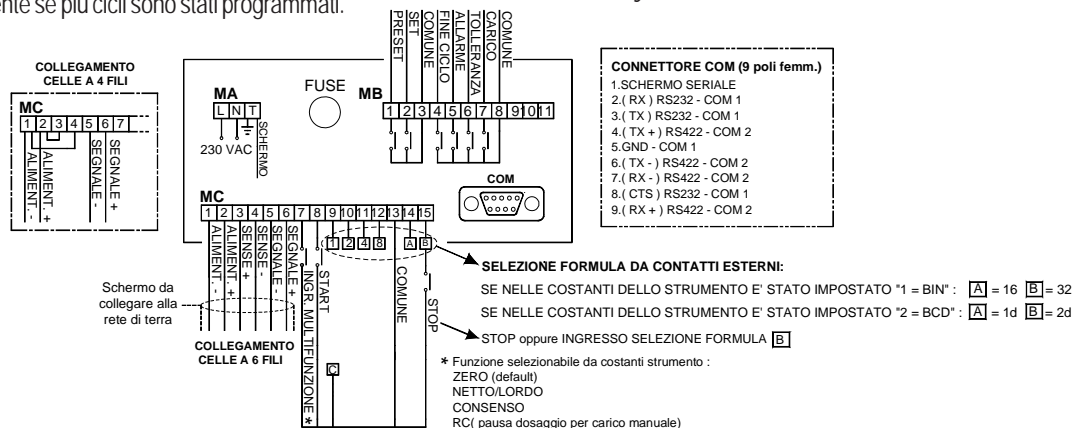 nte se più cicli sono stati programmati.
COLLEGAMENTO
CELLE A 4 FILI
MC
1 2 3 4 5 6 7
ALIMENT. -
ALIMENT. +
SEGNALE -
SEGNALE +
MA
L N T
230 VAC
SCHERMO
FUSE
PRESET
SET
COMUNE
FINE CICLO
ALLARME
TOLLERANZA
CARICO
COMUNE
MB
1 2 3 4 5 6 7 8 9 10 11
COM
CONNETTORE COM (9 poli femm.)
1.SCHERMO SERIALE
2.( RX ) RS232 - COM 1
3.( TX ) RS232 - COM 1
4.( TX + ) RS422 - COM 2
5.GND - COM 1
6.( TX - ) RS422 - COM 2
7.( RX - ) RS422 - COM 2
8.( CTS ) RS232 - COM 1
9.( RX + ) RS422 - COM 2
MC
1 2 3 4 5 6 7 8 9 10 11 12 13 14 15
1 2 4 8 A B
ALIMENT. -
ALIMENT. +
SENSE +
SENSE -
SEGNALE -
SEGNALE +
INGR. MULTIFUNZIONE *
START
COMUNE
STOP
C
Schermo da
collegare alla
rete di terra
COLLEGAMENTO
CELLE A 6 FILI
SELEZIONE FORMULA DA CONTATTI ESTERNI:
SE NELLE COSTANTI DELLO STRUMENTO E' STATO IMPOSTATO "1 = BIN" : A = 16 B = 32
SE NELLE COSTANTI DELLO STRUMENTO E' STATO IMPOSTATO "2 = BCD" : A = 1d B = 2d
STOP oppure INGRESSO SELEZIONE FORMULA B
* Funzione selezionabile da costanti strumento :
ZERO (default)
NETTO/LORDO
CONSENSO
RC( pausa dosaggio per carico manuale)